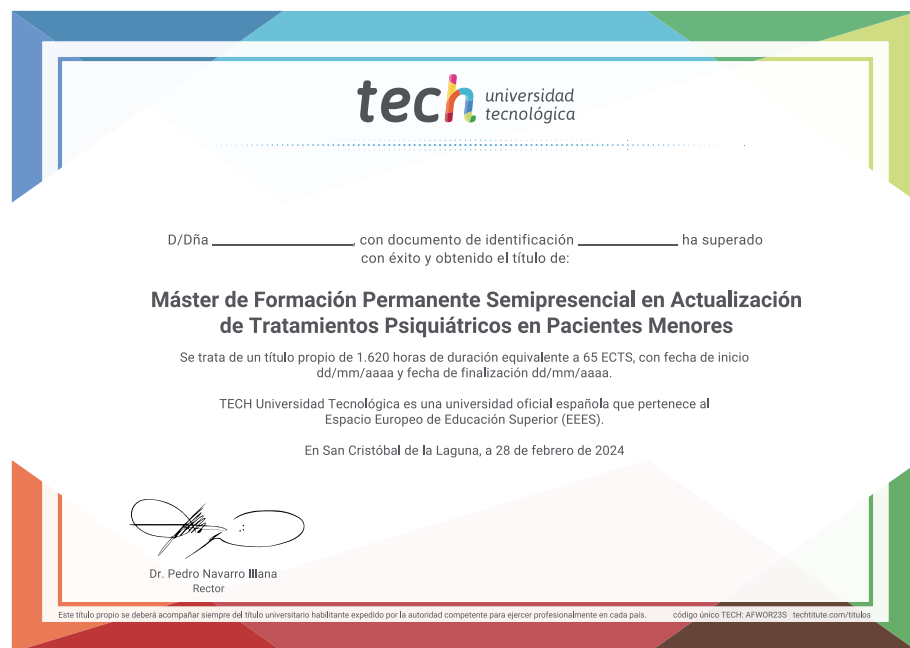 tech universidad
tecnológica
D/Dña ______________, con documento de identificación __________ ha superado
con éxito y obtenido el título de:
Máster de Formación Permanente Semipresencial en Actualización
de Tratamientos Psiquiátricos en Pacientes Menores
Se trata de un título propio de 1.620 horas de duración equivalente a 65 ECTS, con fecha de inicio
dd/mm/aaaa y fecha de finalización dd/mm/aaaa.
TECH Universidad Tecnológica es una universidad oficial española que pertenece al
Espacio Europeo de Educación Superior (EEES).
En San Cristóbal de la Laguna, a 28 de febrero de 2024
Dr. Pedro Navarro Illana
Rector
Este título propio se deberá acompañar siempre del título universitario habilitante expedido por la autoridad competente para ejercer profesionalmente en cada país. código único TECH: AFWOR23S techtitute.com/titulos